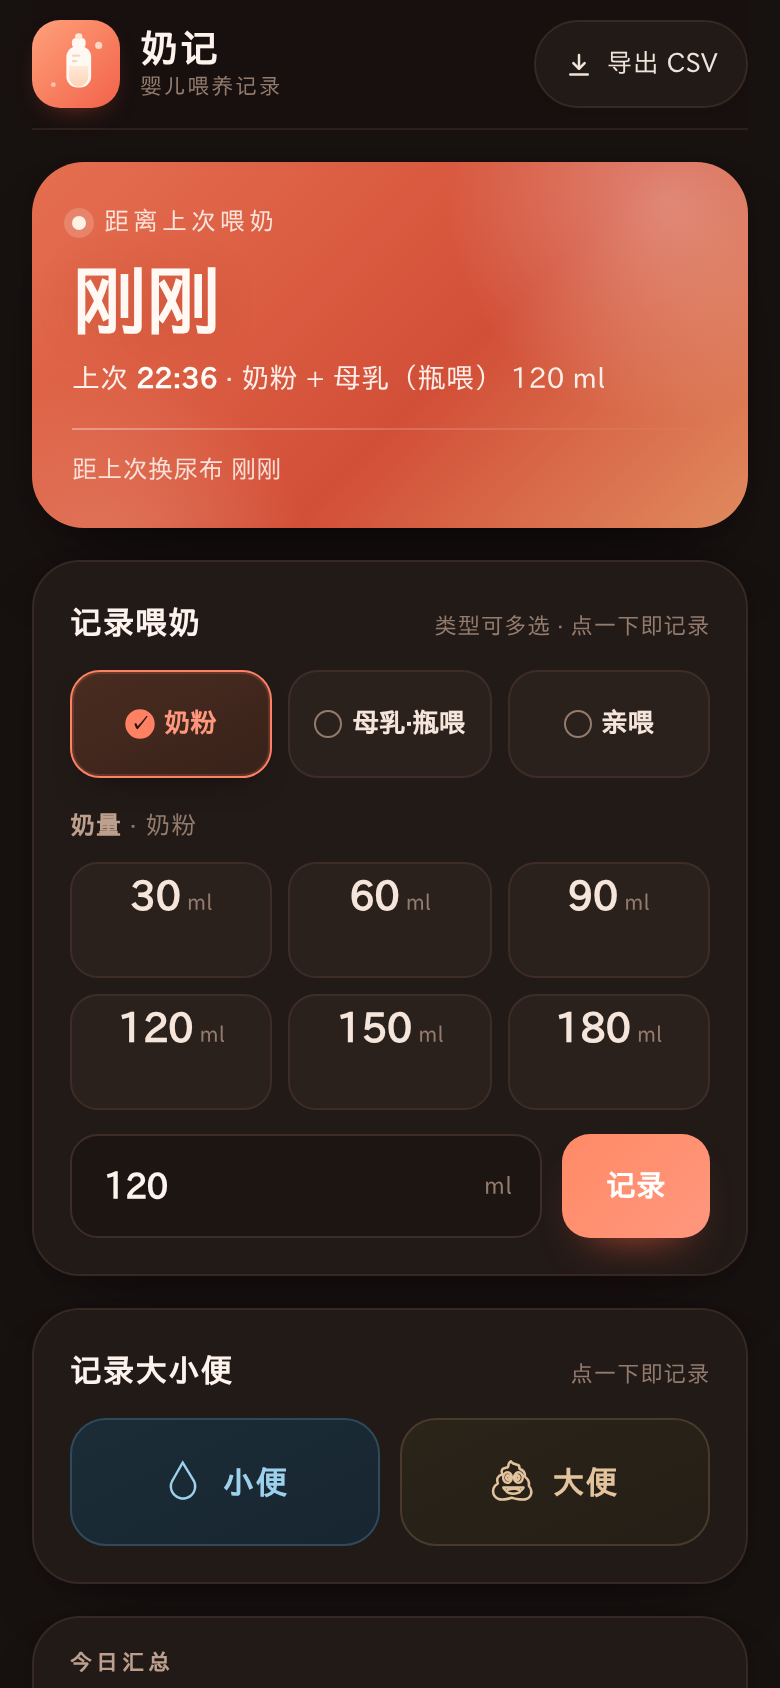 奶记
婴儿喂养记录
导出 CSV
距离上次喂奶
刚刚
上次 22:36 · 奶粉 + 母乳（瓶喂） 120 ml
距上次换尿布 刚刚
记录喂奶
类型可多选 · 点一下即记录
奶粉
母乳·瓶喂
亲喂
奶量 · 奶粉
30 ml
60 ml
90 ml
120 ml
150 ml
180 ml
120 ml
记录
记录大小便
点一下即记录
小便
大便
今日汇总